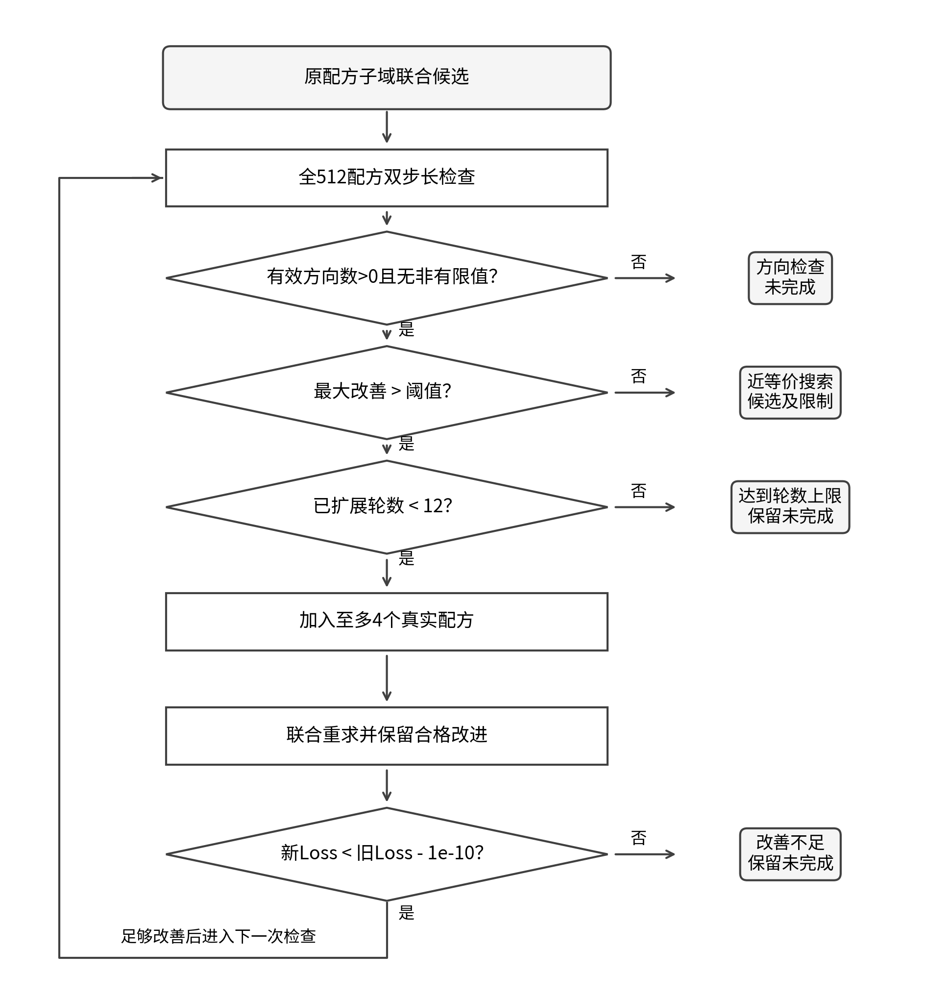 原配方子域联合候选
全512配方双步长检查
有效方向数>0且无非有限值?
否
方向检查
未完成
是
最大改善 > 阈值?
否
近等价搜索
候选及限制
是
已扩展轮数 < 12?
否
达到轮数上限
保留未完成
是
加入至多4个真实配方
联合重求并保留合格改进
新Loss < 旧Loss - 1e-10?
否
改善不足
保留未完成
是
足够改善后进入下一次检查